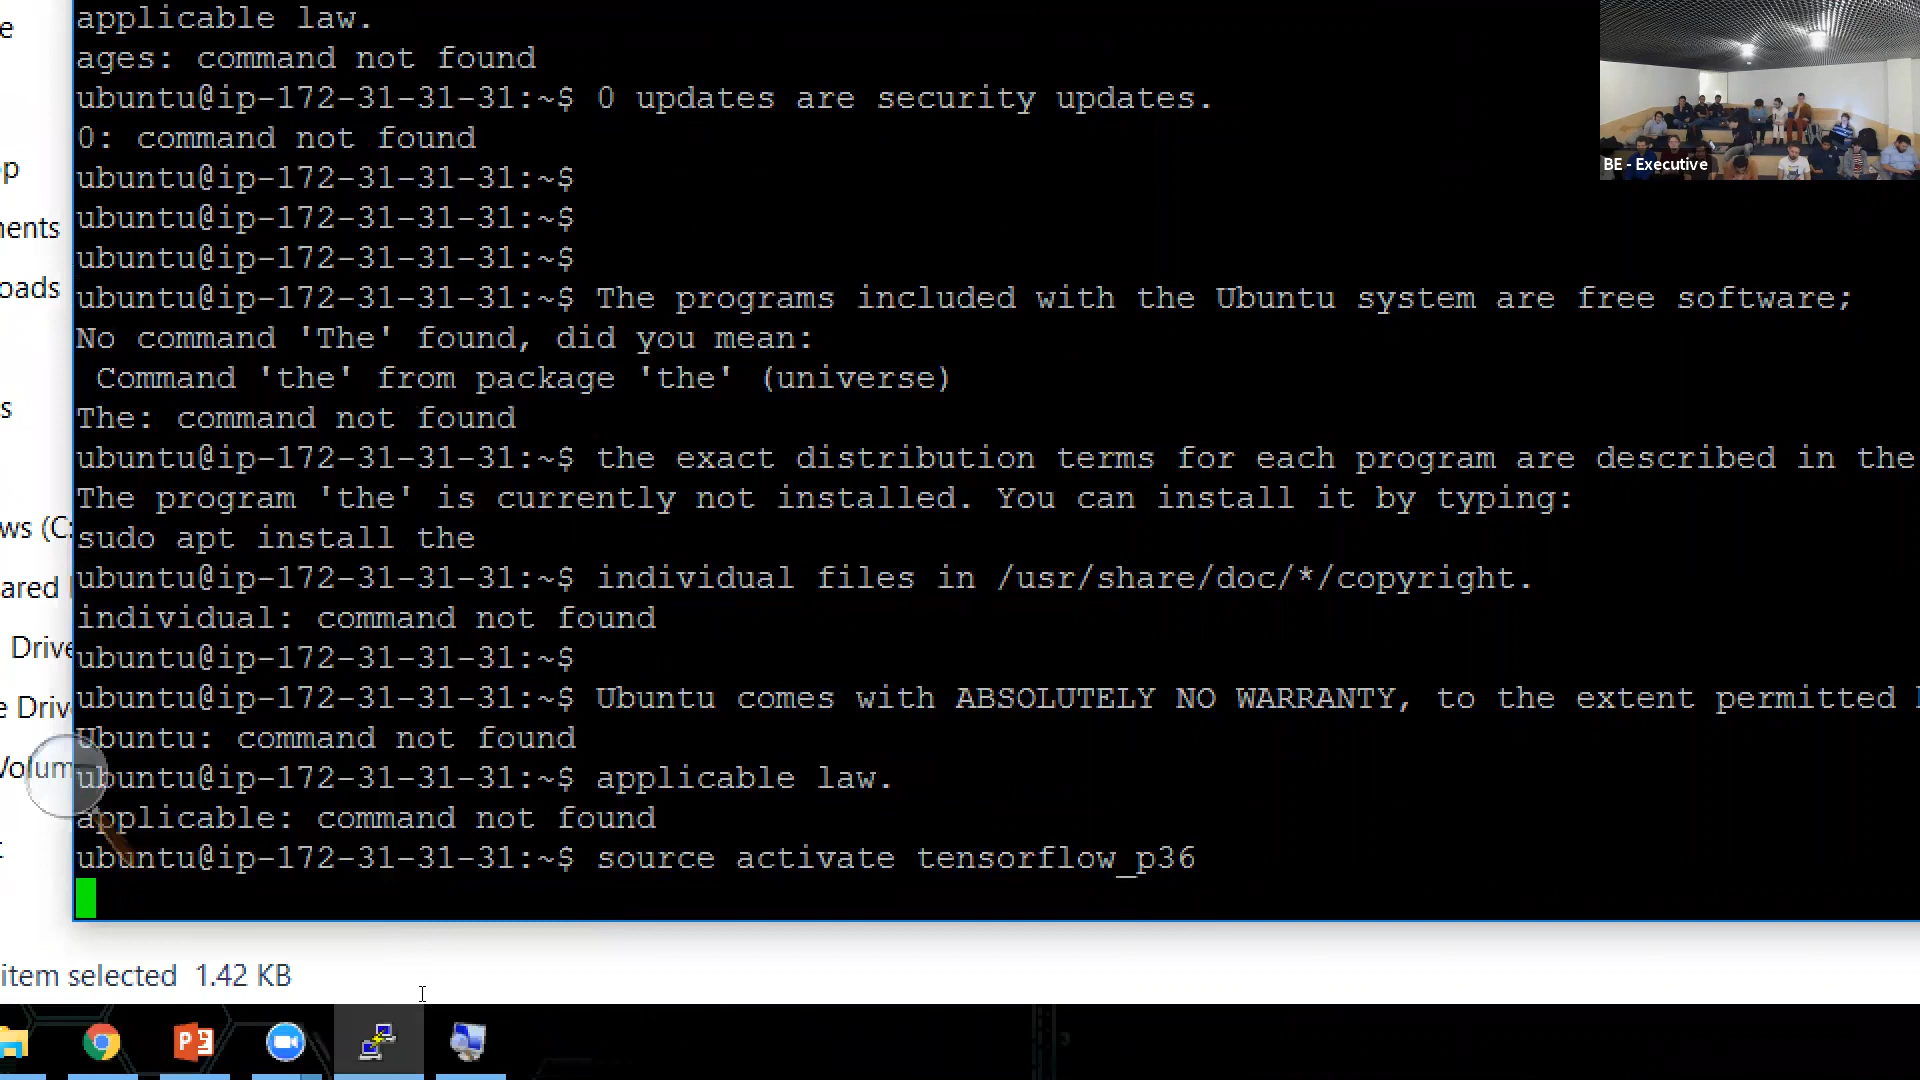 e
applicable law.
ages: command not found
ubuntu@ip-172-31-31-31:~$ 0 updates are security updates.
0: command not found
ubuntu@ip-172-31-31-31:~$
ubuntu@ip-172-31-31-31:~$
ubuntu@ip-172-31-31-31:~$
ubuntu@ip-172-31-31-31:~$ The programs included with the Ubuntu system are free software;
No command 'The' found, did you mean:
Command 'the' from package 'the' (universe)
The: command not found
ubuntu@ip-172-31-31-31:~$ the exact distribution terms for each program are described in the
The program 'the' is currently not installed. You can install it by typing:
sudo apt install the
ubuntu@ip-172-31-31-31:~$ individual files in /usr/share/doc/*/copyright.
individual: command not found
ubuntu@ip-172-31-31-31:~$
ubuntu@ip-172-31-31-31:~$ Ubuntu comes with ABSOLUTELY NO WARRANTY, to the extent permitted
Ubuntu: command not found
ubuntu@ip-172-31-31-31:~$ applicable law.
applicable: command not found
ubuntu@ip-172-31-31-31:~$ source activate tensorflow_p36
BE - Executive
op
nents
oads
s
ws (C:
ared
Drive
e Driv
Volum
item selected 1.42 KB